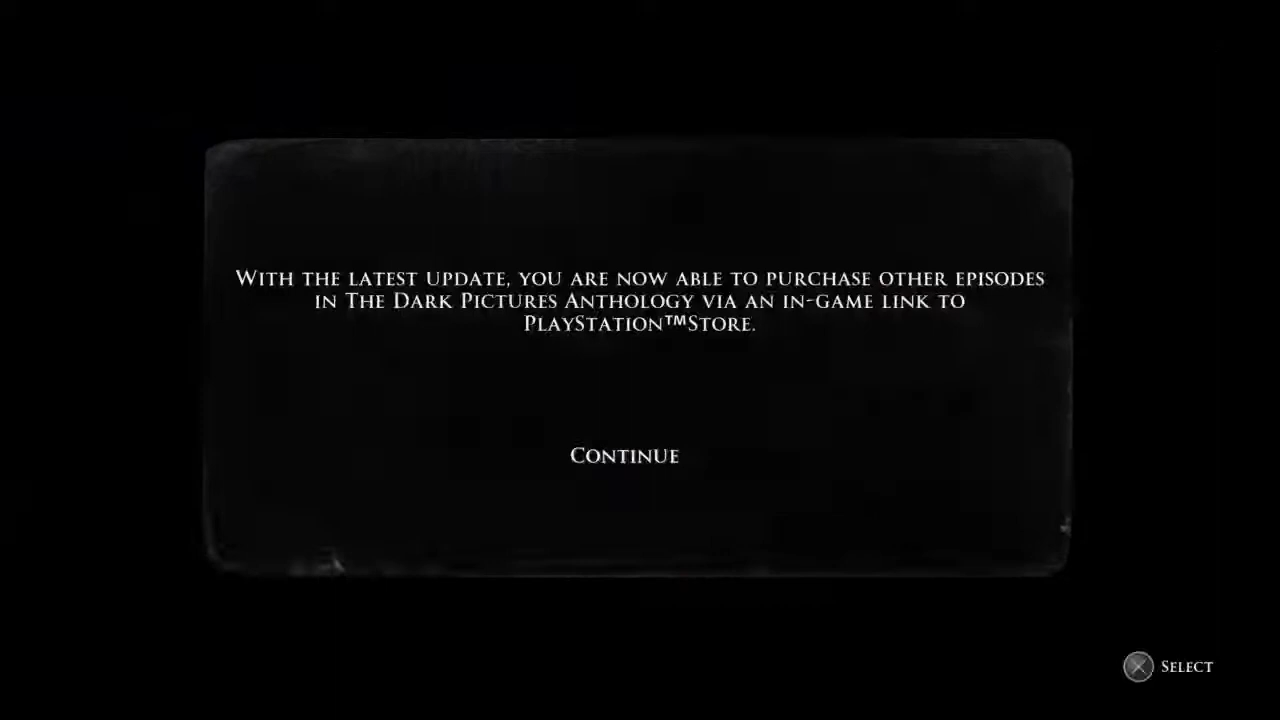 With the latest update, you are now able to purchase other episodes
in The Dark Pictures Anthology via an in-game link to
PlayStation™Store.
Continue
Select